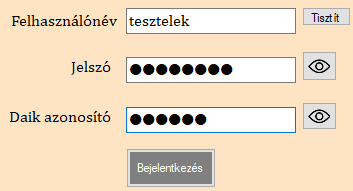 Felhasználónév tesztelek Tisztít
Jelszó ●●●●●●●●
Daik azonosító ●●●●●●
Bejelentkezés